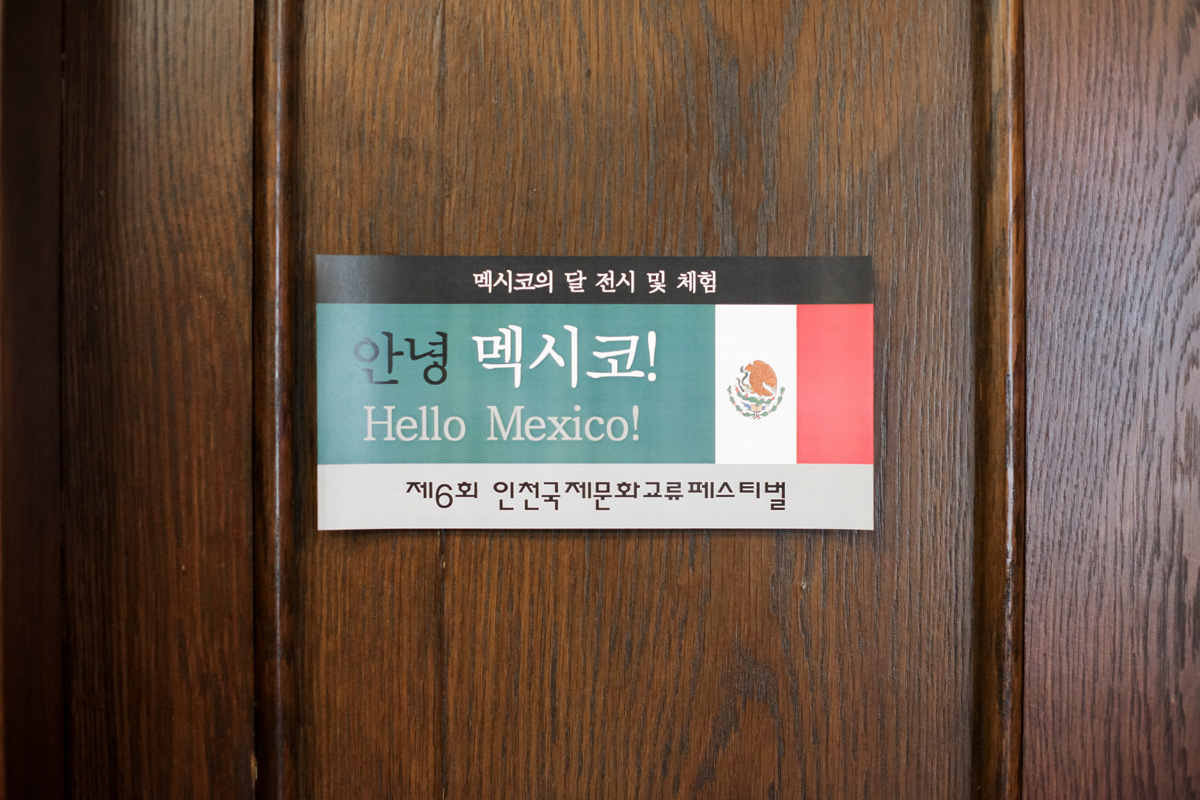 멕시코의 달 전시 및 체험
안녕 멕시코!
Hello Mexico!
제6회 인천국제문화교류페스티벌